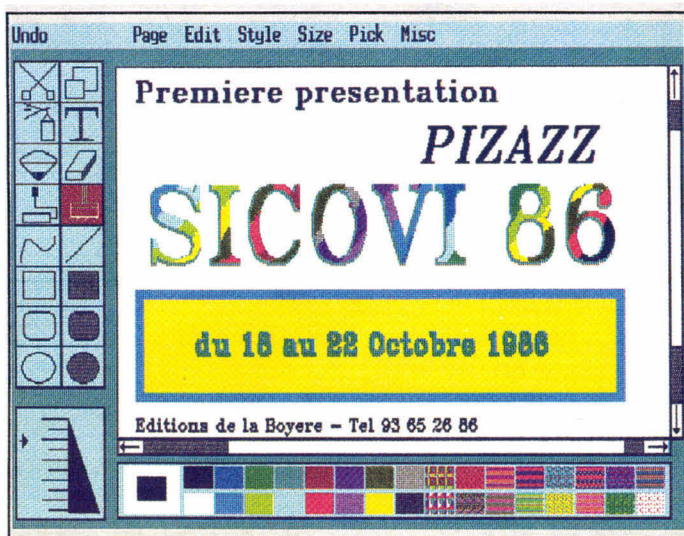 Undo Page Edit Style Size Pick Misc
T
Premiere presentation
PIZAZZ
SICOVI 86
du 18 au 22 Octobre 1986
Editions de la Boyere - Tel 93 65 26 86